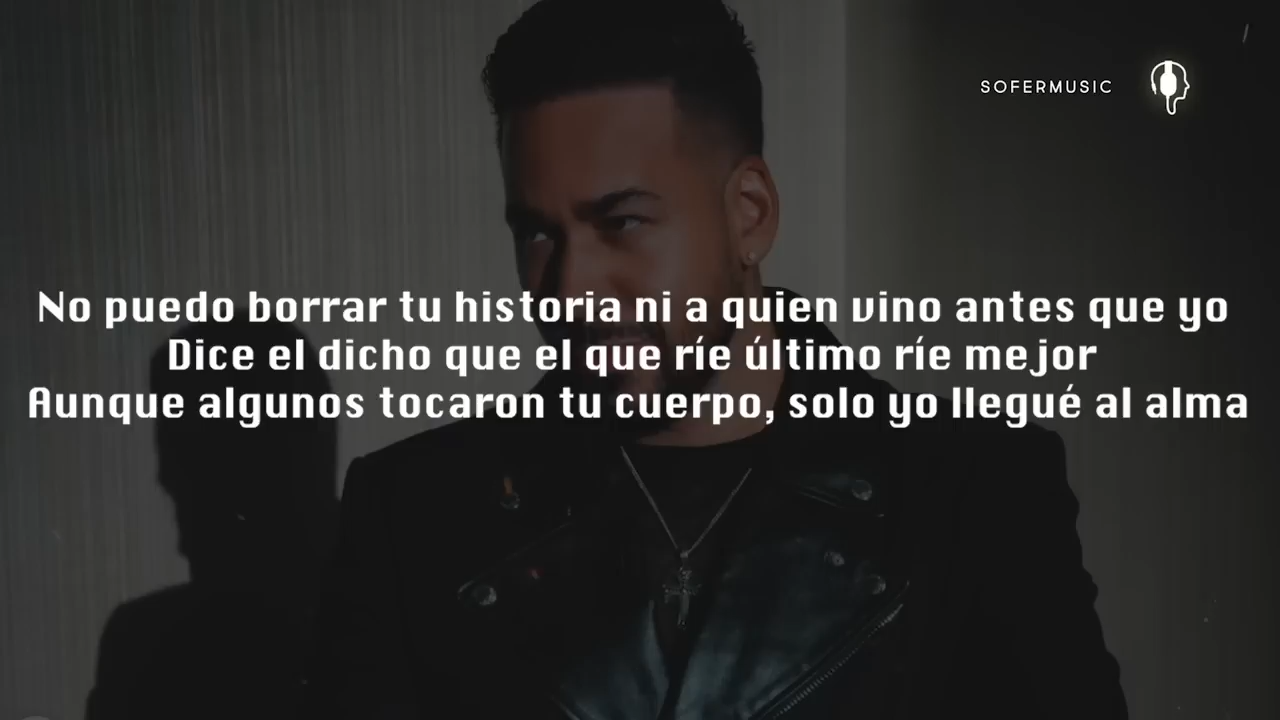 SOFERMUSIC
No puedo borrar tu historia ni a quien vino antes que yo
Dice el dicho que el que ríe último ríe mejor
Aunque algunos tocaron tu cuerpo, solo yo llegué al alma